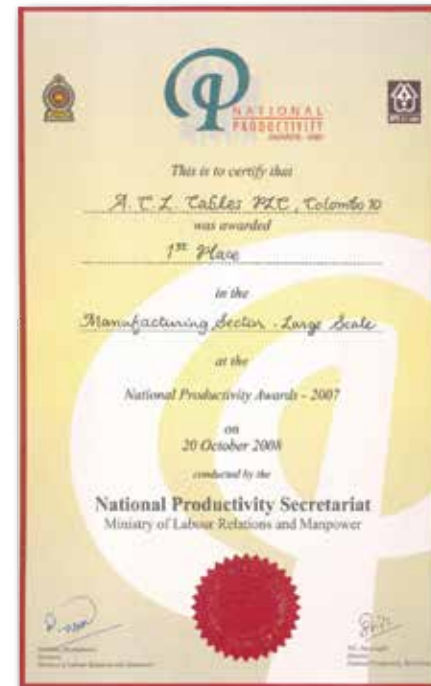 NATIONAL
PRODUCTIVITY
This is to certify that
A. C. L Cables PLC, Colombo 10
was awarded
1st Place
in the
Manufacturing Sector - Large Scale
at the
National Productivity Awards - 2007
on
20 October 2008
conducted by the
National Productivity Secretariat
Ministry of Labour Relations and Manpower